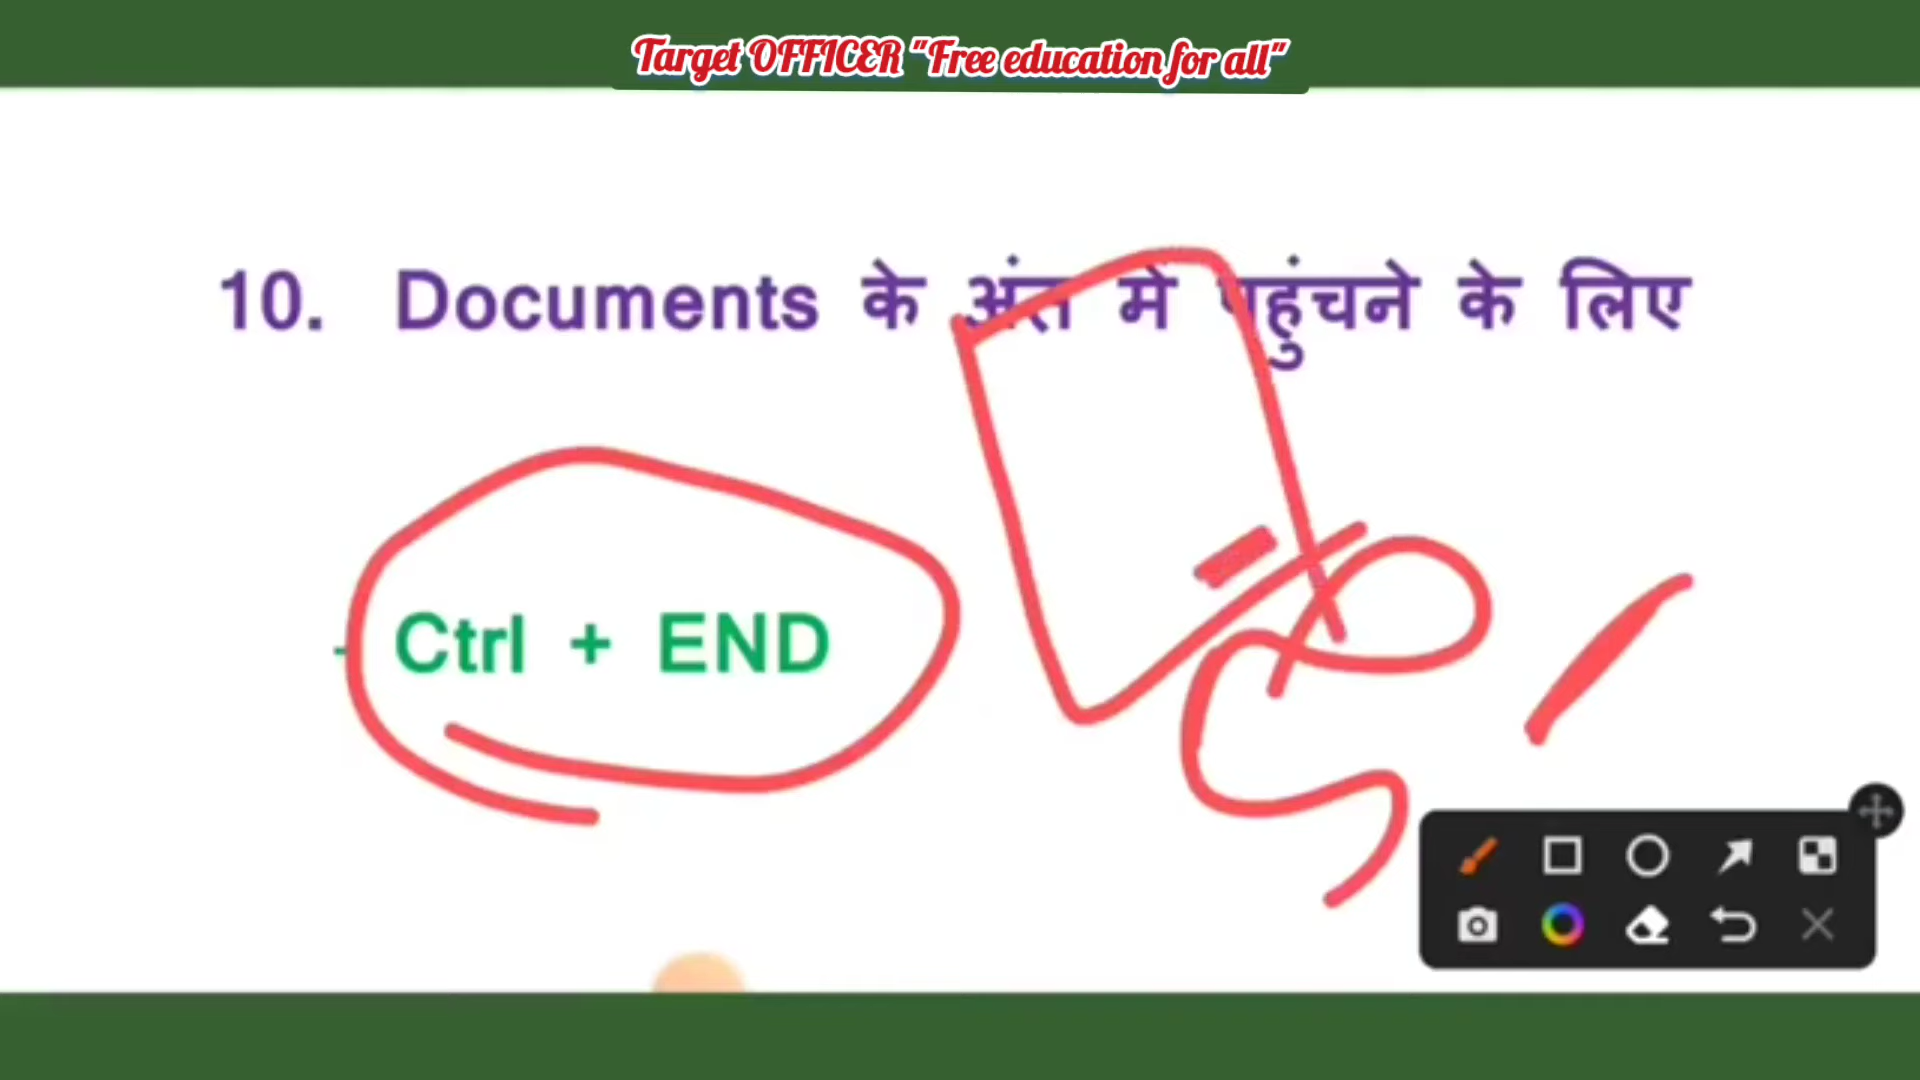 Target OFFICER "Free education for all"
10. Documents के अंत में पहुंचने के लिए
- Ctrl + END